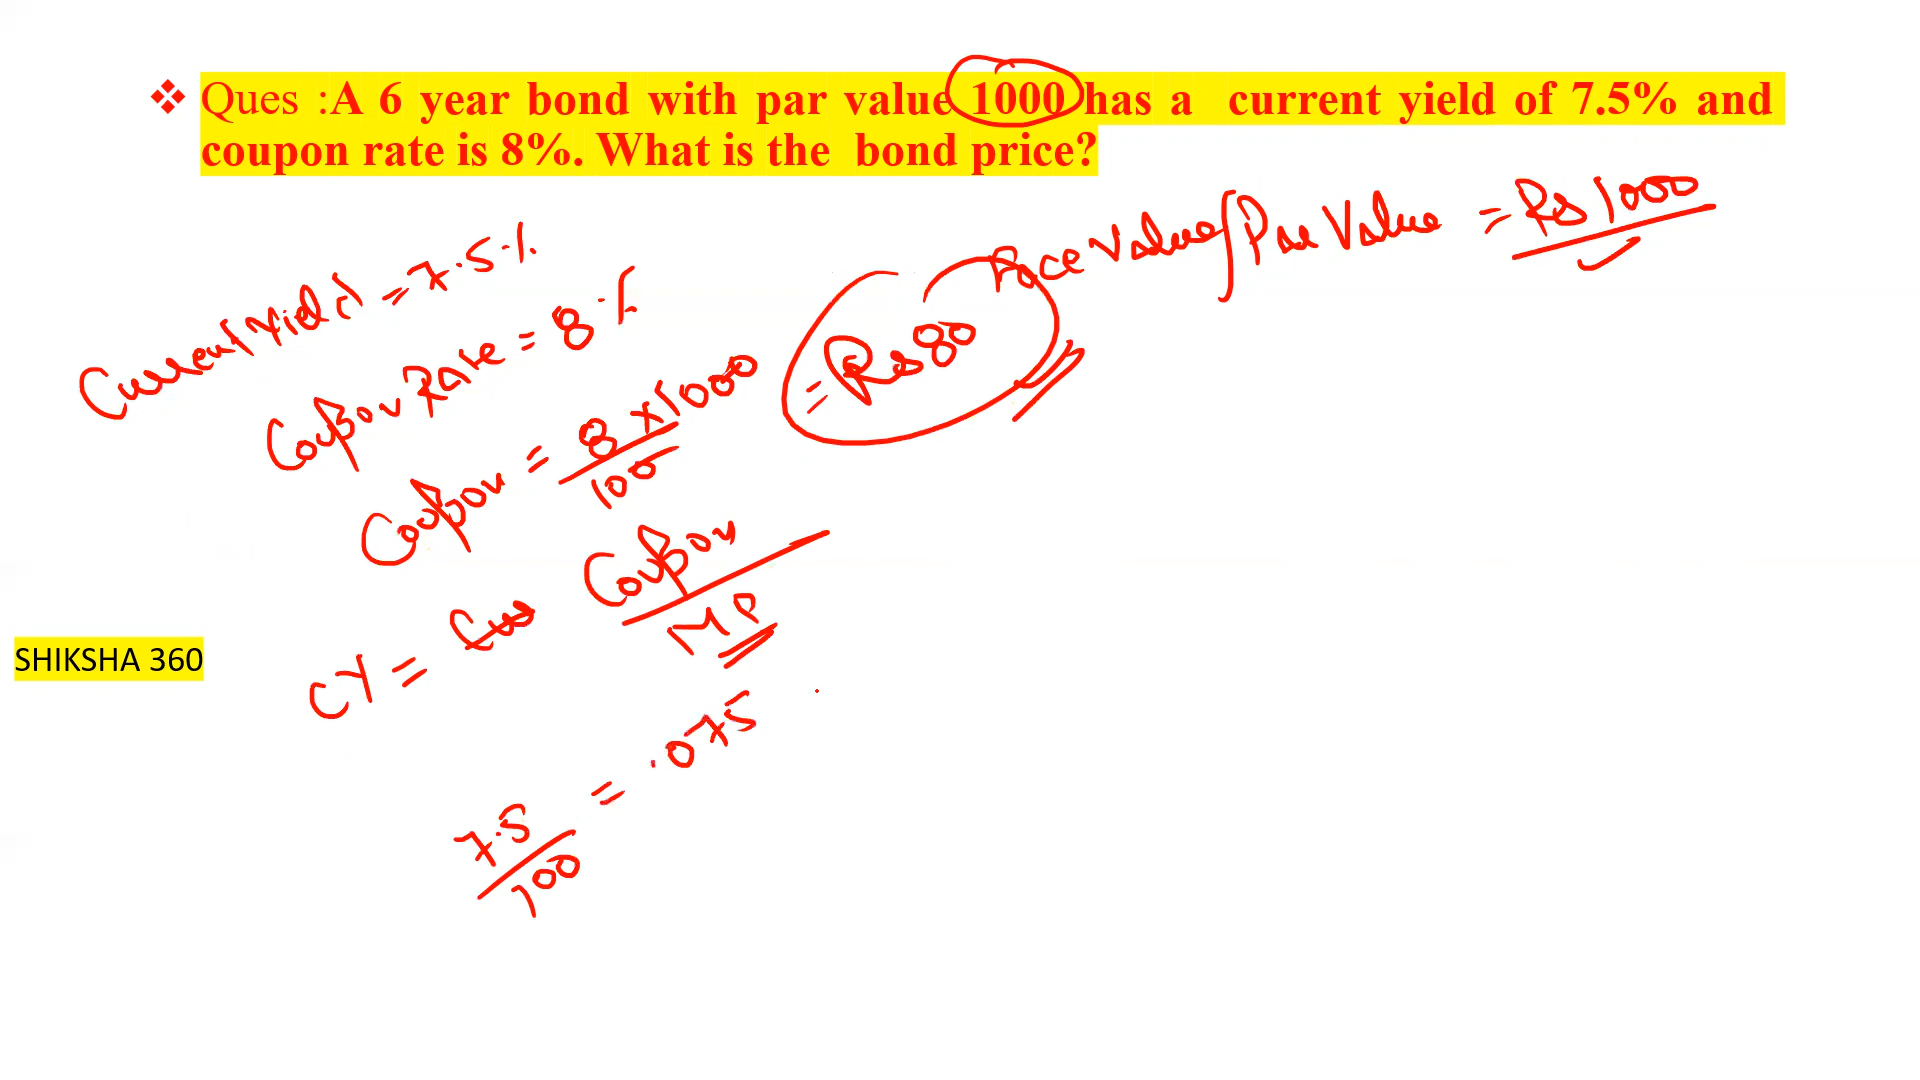 ❖ Ques :A 6 year bond with par value 1000 has a current yield of 7.5% and
coupon rate is 8%. What is the bond price?
Face Value/Par Value = Rs 1000
Current Yield = 7.5%
Coupon Rate = 8%
Coupon = 8 x 1000 / 100 = Rs 80
CY = Coupon / MP
7.5 / 100 = .075
SHIKSHA 360